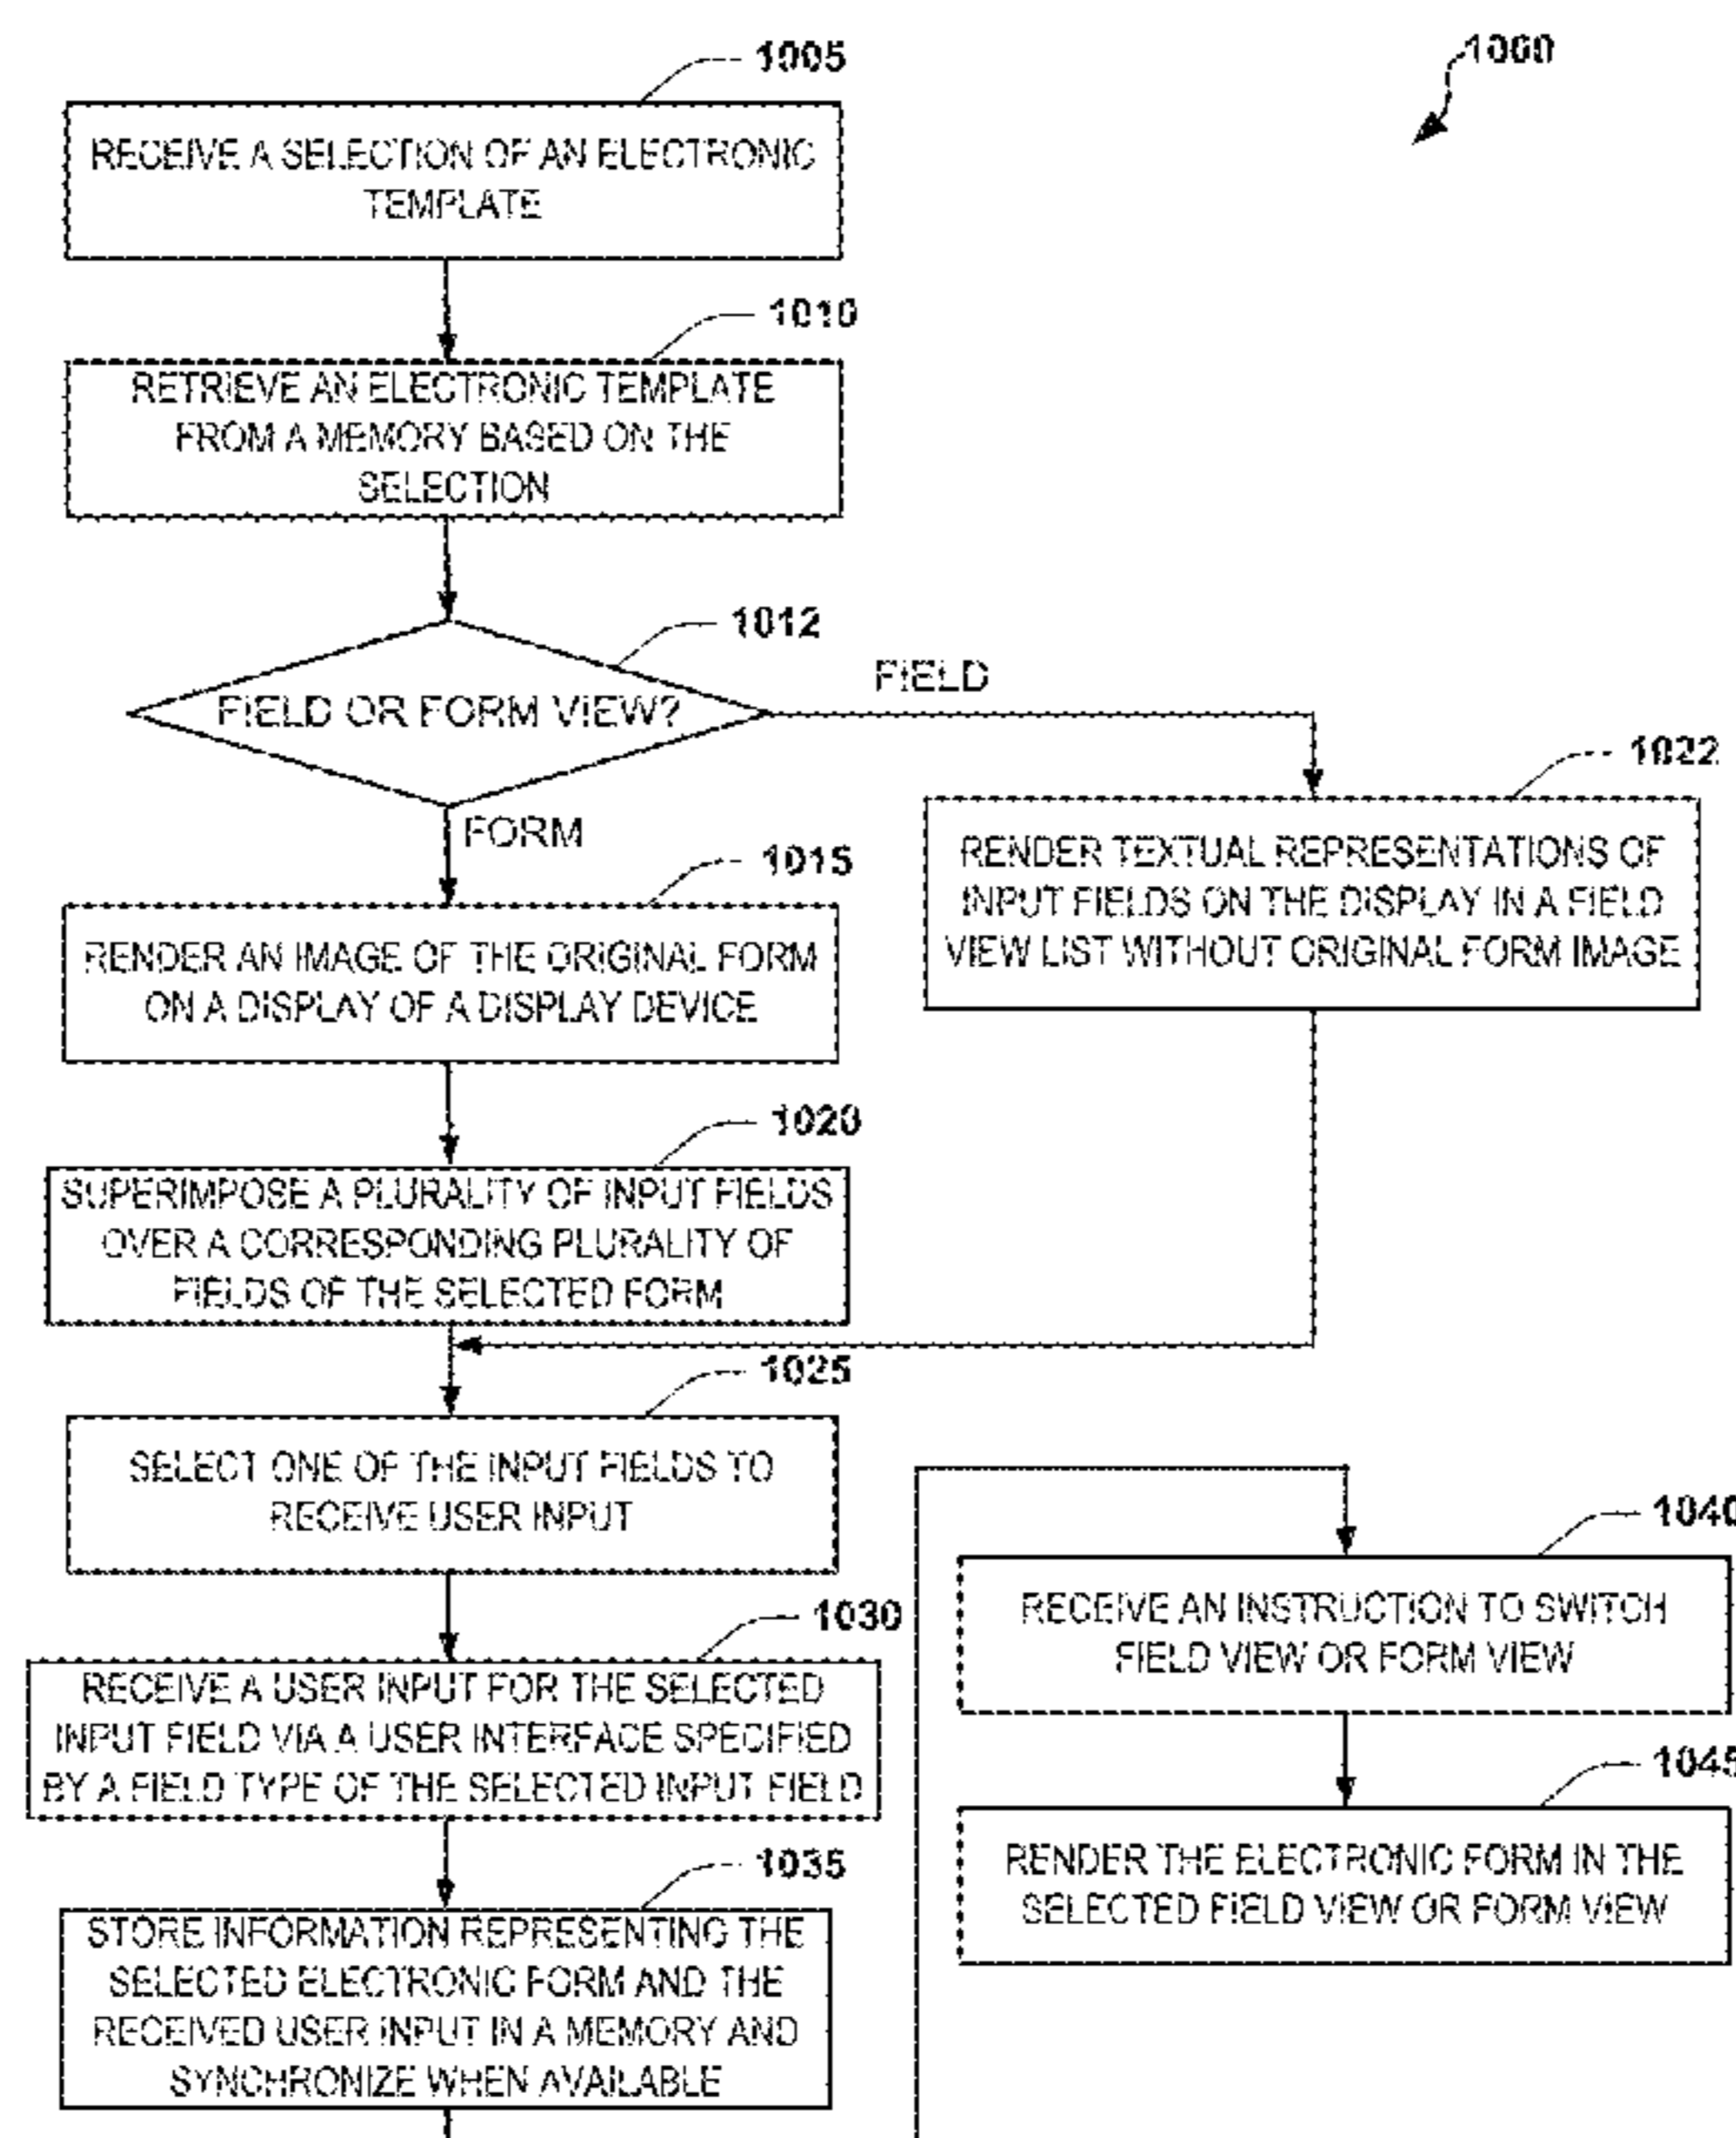 1005
1000
RECEIVE A SELECTION OF AN ELECTRONIC
TEMPLATE
1010
RETRIEVE AN ELECTRONIC TEMPLATE
FROM A MEMORY BASED ON THE
SELECTION
1012
FIELD OR FORM VIEW?
FIELD
FORM
1022
RENDER TEXTUAL REPRESENTATIONS OF
INPUT FIELDS ON THE DISPLAY IN A FIELD
VIEW LIST WITHOUT ORIGINAL FORM IMAGE
1015
RENDER AN IMAGE OF THE ORIGINAL FORM
ON A DISPLAY OF A DISPLAY DEVICE
1020
SUPERIMPOSE A PLURALITY OF INPUT FIELDS
OVER A CORRESPONDING PLURALITY OF
FIELDS OF THE SELECTED FORM
1025
SELECT ONE OF THE INPUT FIELDS TO
RECEIVE USER INPUT
1030
RECEIVE A USER INPUT FOR THE SELECTED
INPUT FIELD VIA A USER INTERFACE SPECIFIED
BY A FIELD TYPE OF THE SELECTED INPUT FIELD
1035
STORE INFORMATION REPRESENTING THE
SELECTED ELECTRONIC FORM AND THE
RECEIVED USER INPUT IN A MEMORY AND
SYNCHRONIZE WHEN AVAILABLE
1040
RECEIVE AN INSTRUCTION TO SWITCH
FIELD VIEW OR FORM VIEW
1045
RENDER THE ELECTRONIC FORM IN THE
SELECTED FIELD VIEW OR FORM VIEW